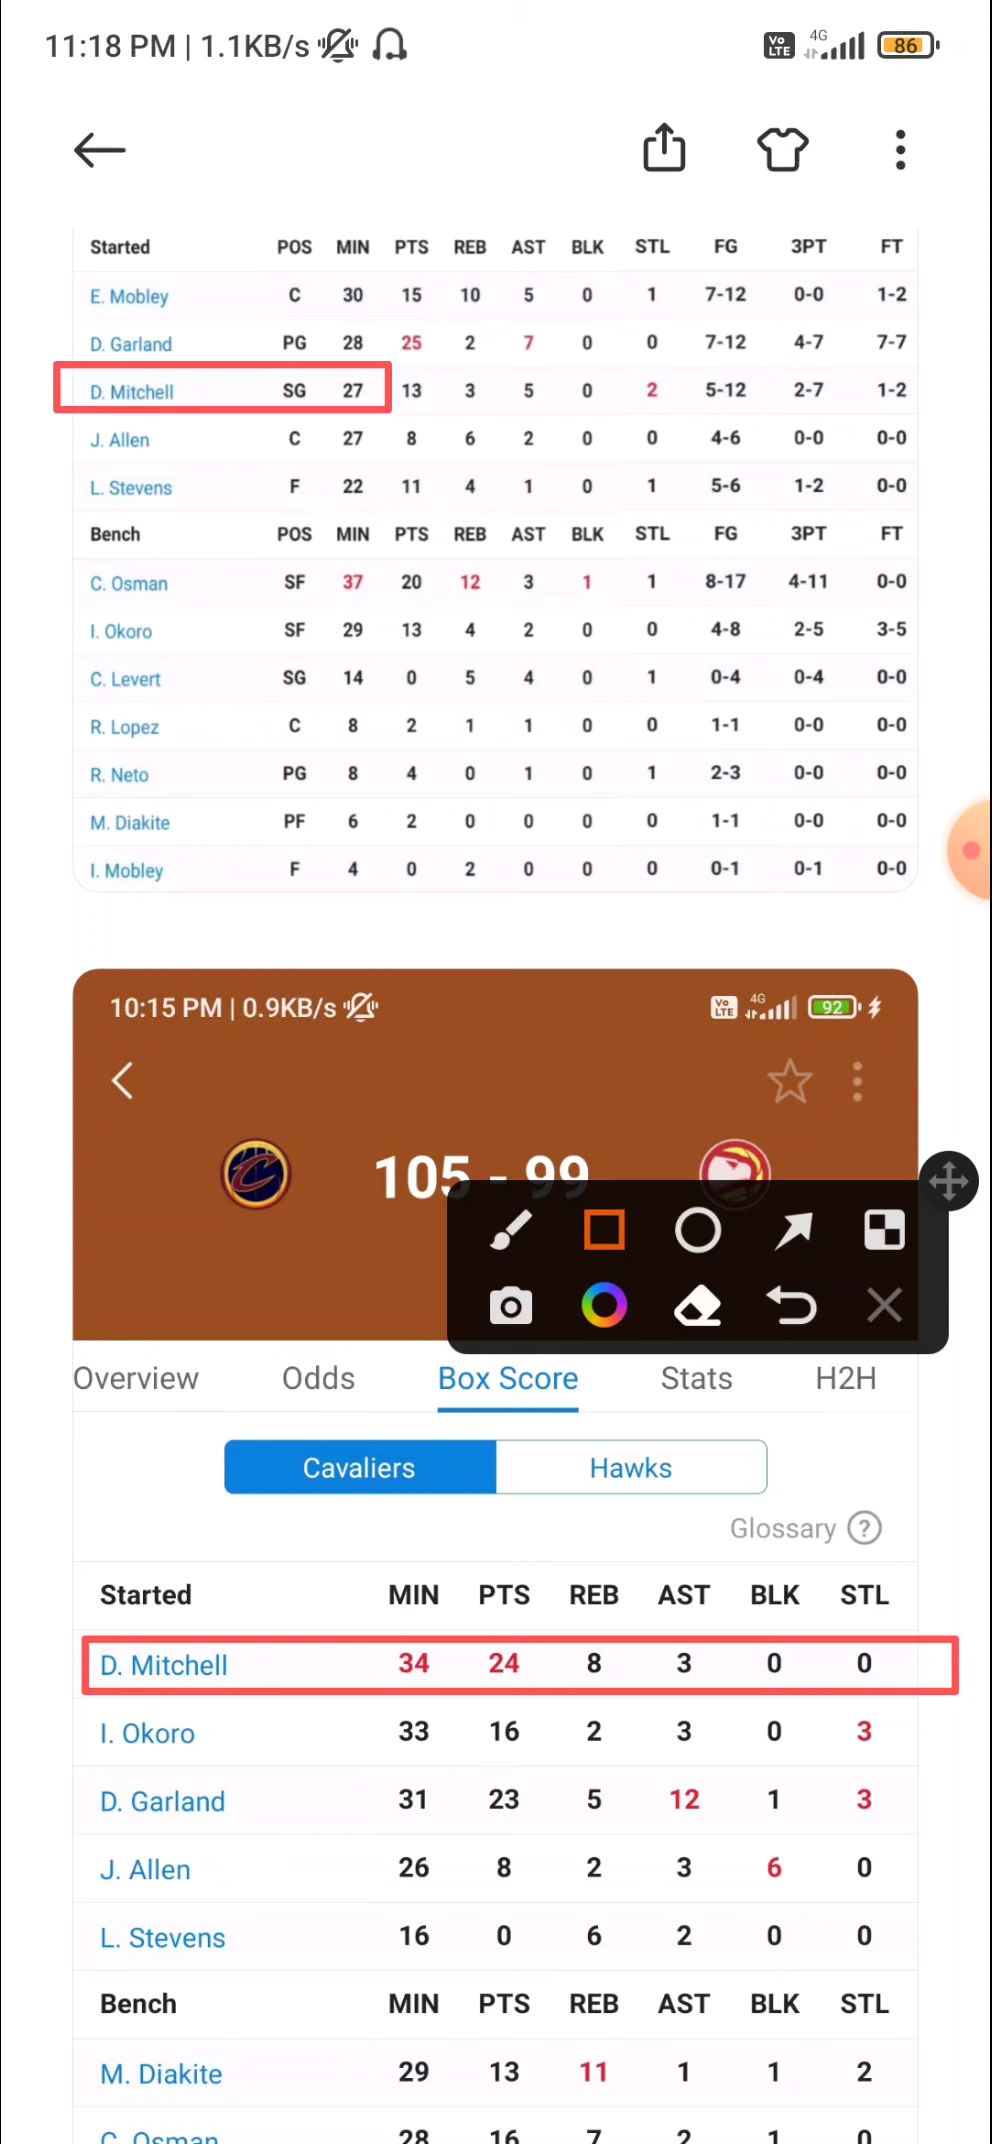 11:18 PM | 1.1KB/s Vo LTE 4G 86
Started POS MIN PTS REB AST BLK STL FG 3PT FT
E. Mobley C 30 15 10 5 0 1 7-12 0-0 1-2
D. Garland PG 28 25 2 7 0 0 7-12 4-7 7-7
D. Mitchell SG 27 13 3 5 0 2 5-12 2-7 1-2
J. Allen C 27 8 6 2 0 0 4-6 0-0 0-0
L. Stevens F 22 11 4 1 0 1 5-6 1-2 0-0
Bench POS MIN PTS REB AST BLK STL FG 3PT FT
C. Osman SF 37 20 12 3 1 1 8-17 4-11 0-0
I. Okoro SF 29 13 4 2 0 0 4-8 2-5 3-5
C. Levert SG 14 0 5 4 0 1 0-4 0-4 0-0
R. Lopez C 8 2 1 1 0 0 1-1 0-0 0-0
R. Neto PG 8 4 0 1 0 1 2-3 0-0 0-0
M. Diakite PF 6 2 0 0 0 0 1-1 0-0 0-0
I. Mobley F 4 0 2 0 0 0 0-1 0-1 0-0
10:15 PM | 0.9KB/s Vo LTE 4G 92
105 - 99
Overview Odds Box Score Stats H2H
Cavaliers Hawks
Glossary ?
Started MIN PTS REB AST BLK STL
D. Mitchell 34 24 8 3 0 0
I. Okoro 33 16 2 3 0 3
D. Garland 31 23 5 12 1 3
J. Allen 26 8 2 3 6 0
L. Stevens 16 0 6 2 0 0
Bench MIN PTS REB AST BLK STL
M. Diakite 29 13 11 1 1 2
C. Osman 28 16 7 2 1 0